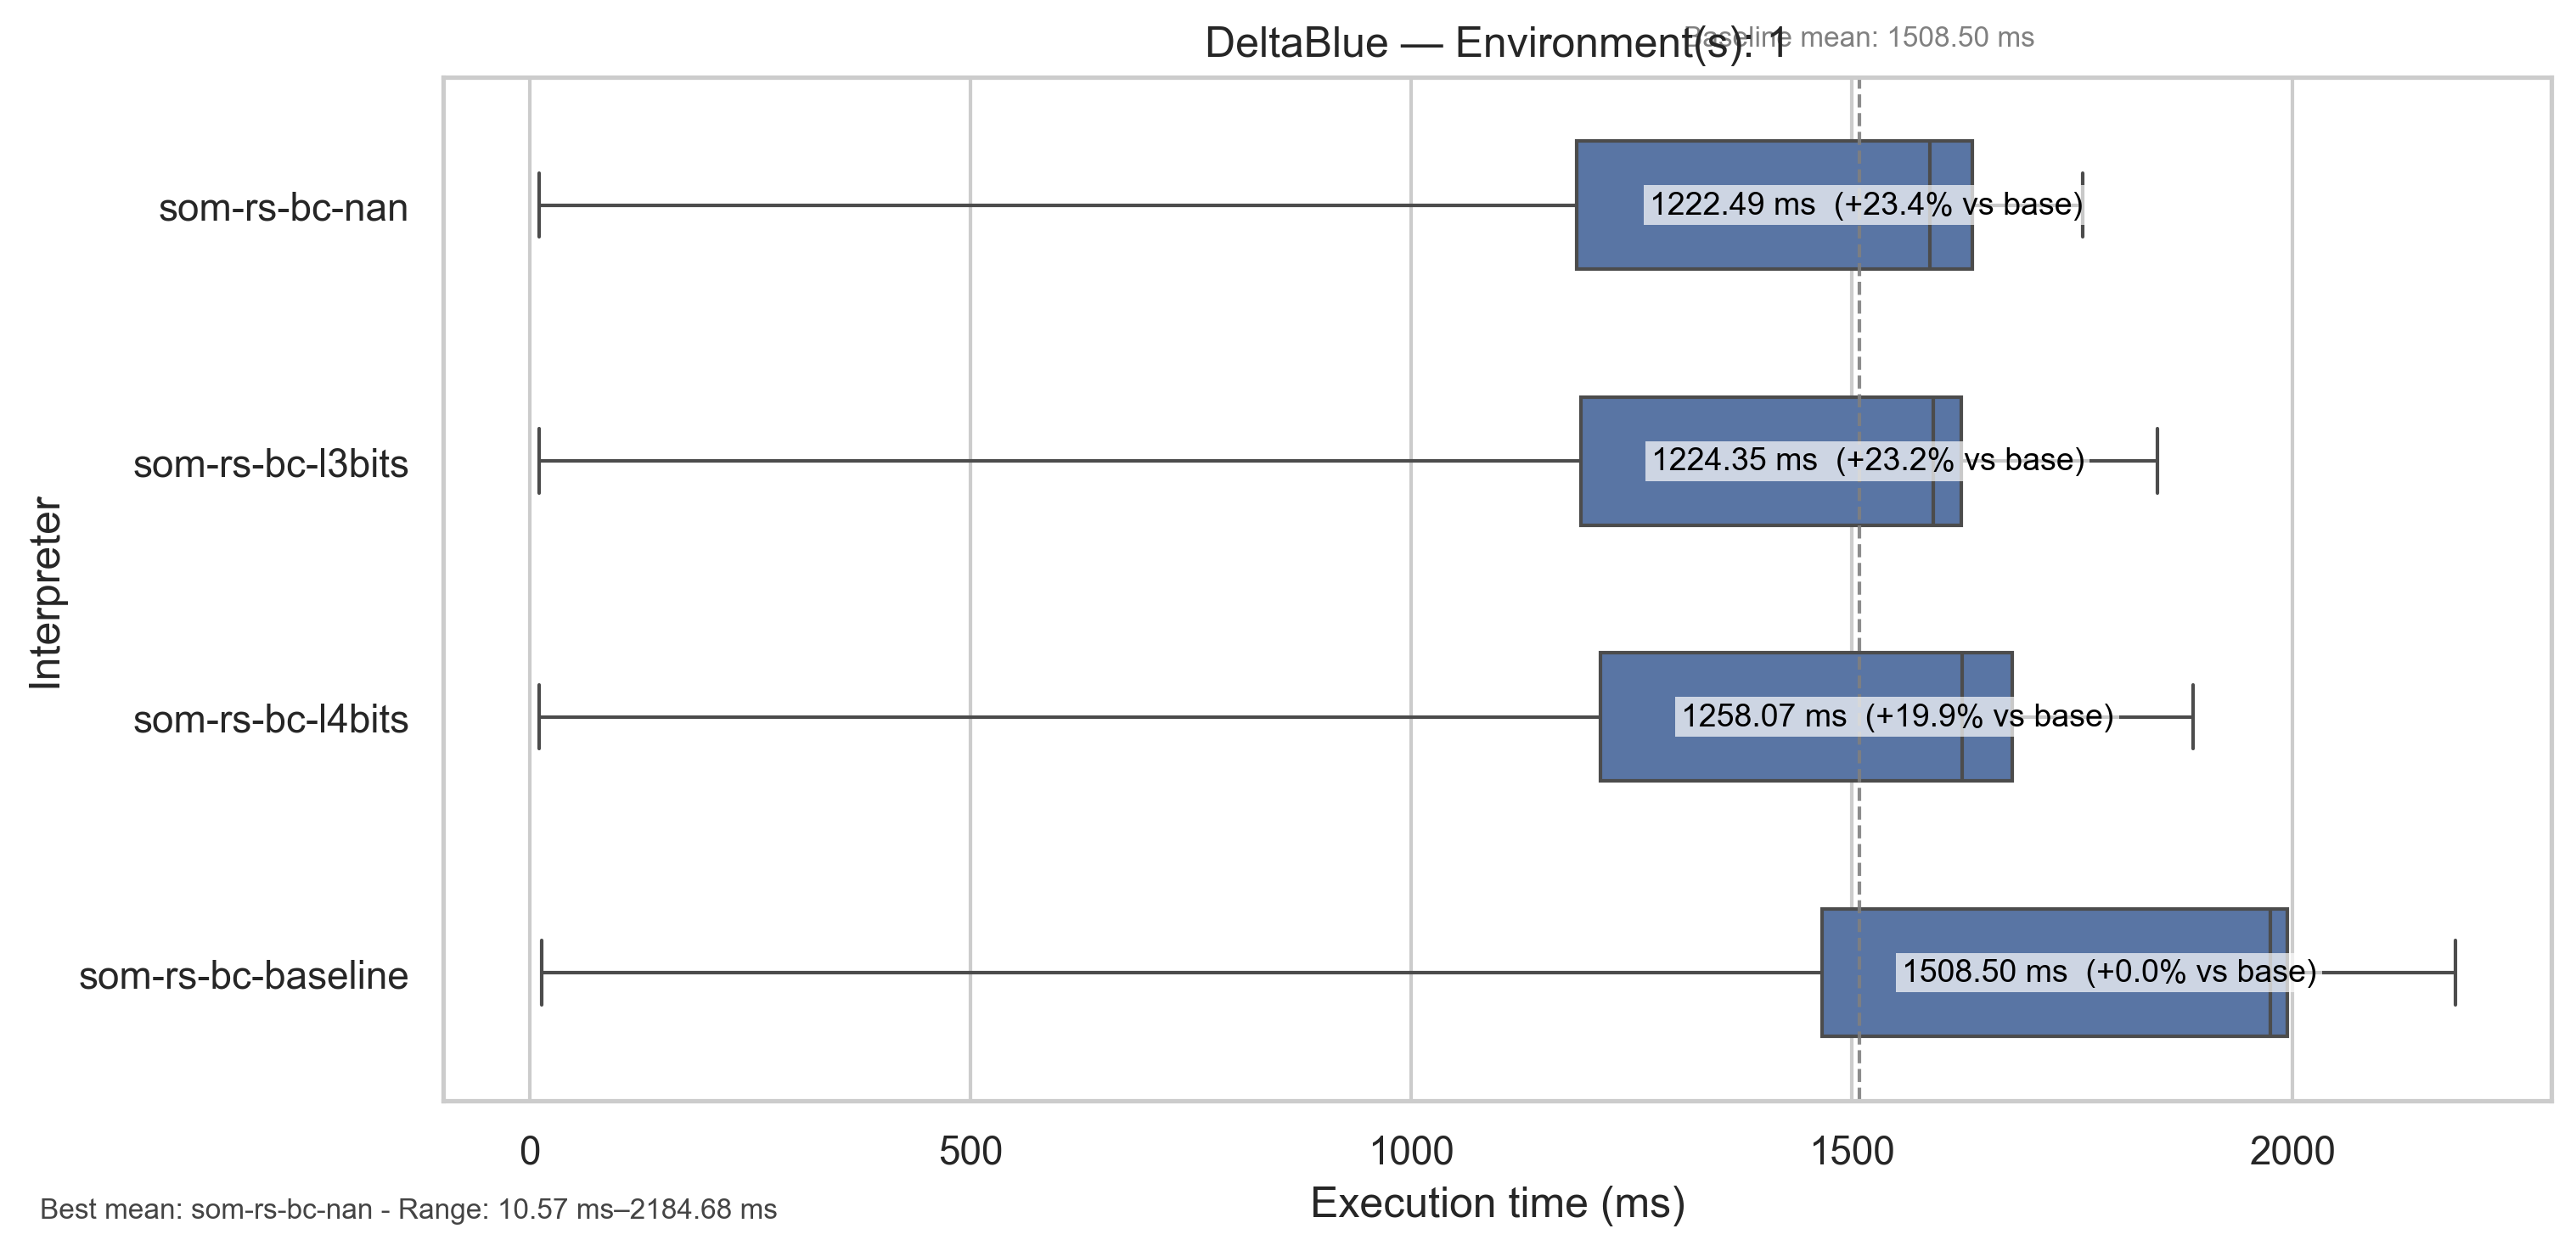 DeltaBlue — Environment(s): 1
Baseline mean: 1508.50 ms
som-rs-bc-nan
1222.49 ms (+23.4% vs base)
som-rs-bc-l3bits
1224.35 ms (+23.2% vs base)
som-rs-bc-l4bits
1258.07 ms (+19.9% vs base)
som-rs-bc-baseline
1508.50 ms (+0.0% vs base)
Interpreter
0 500 1000 1500 2000
Execution time (ms)
Best mean: som-rs-bc-nan - Range: 10.57 ms–2184.68 ms